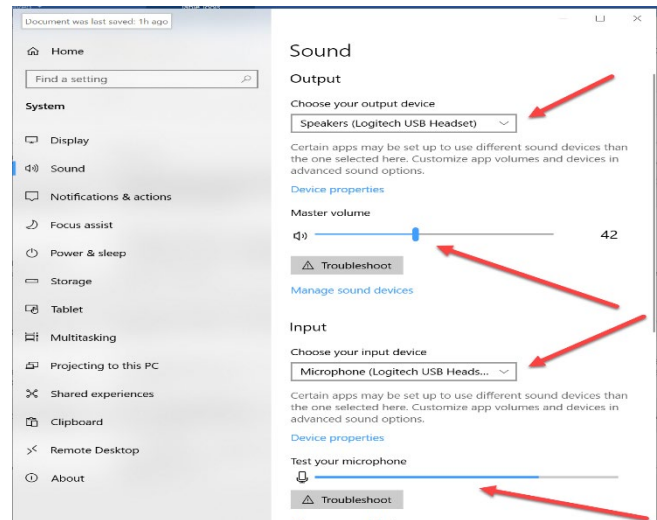 Document was last saved: 1h ago
Home
Find a setting
System
Display
Sound
Notifications & actions
Focus assist
Power & sleep
Storage
Tablet
Multitasking
Projecting to this PC
Shared experiences
Clipboard
Remote Desktop
About
Sound
Output
Choose your output device
Speakers (Logitech USB Headset)
Certain apps may be set up to use different sound devices than
the one selected here. Customize app volumes and devices in
advanced sound options.
Device properties
Master volume
42
Troubleshoot
Manage sound devices
Input
Choose your input device
Microphone (Logitech USB Heads...
Certain apps may be set up to use different sound devices than
the one selected here. Customize app volumes and devices in
advanced sound options.
Device properties
Test your microphone
Troubleshoot